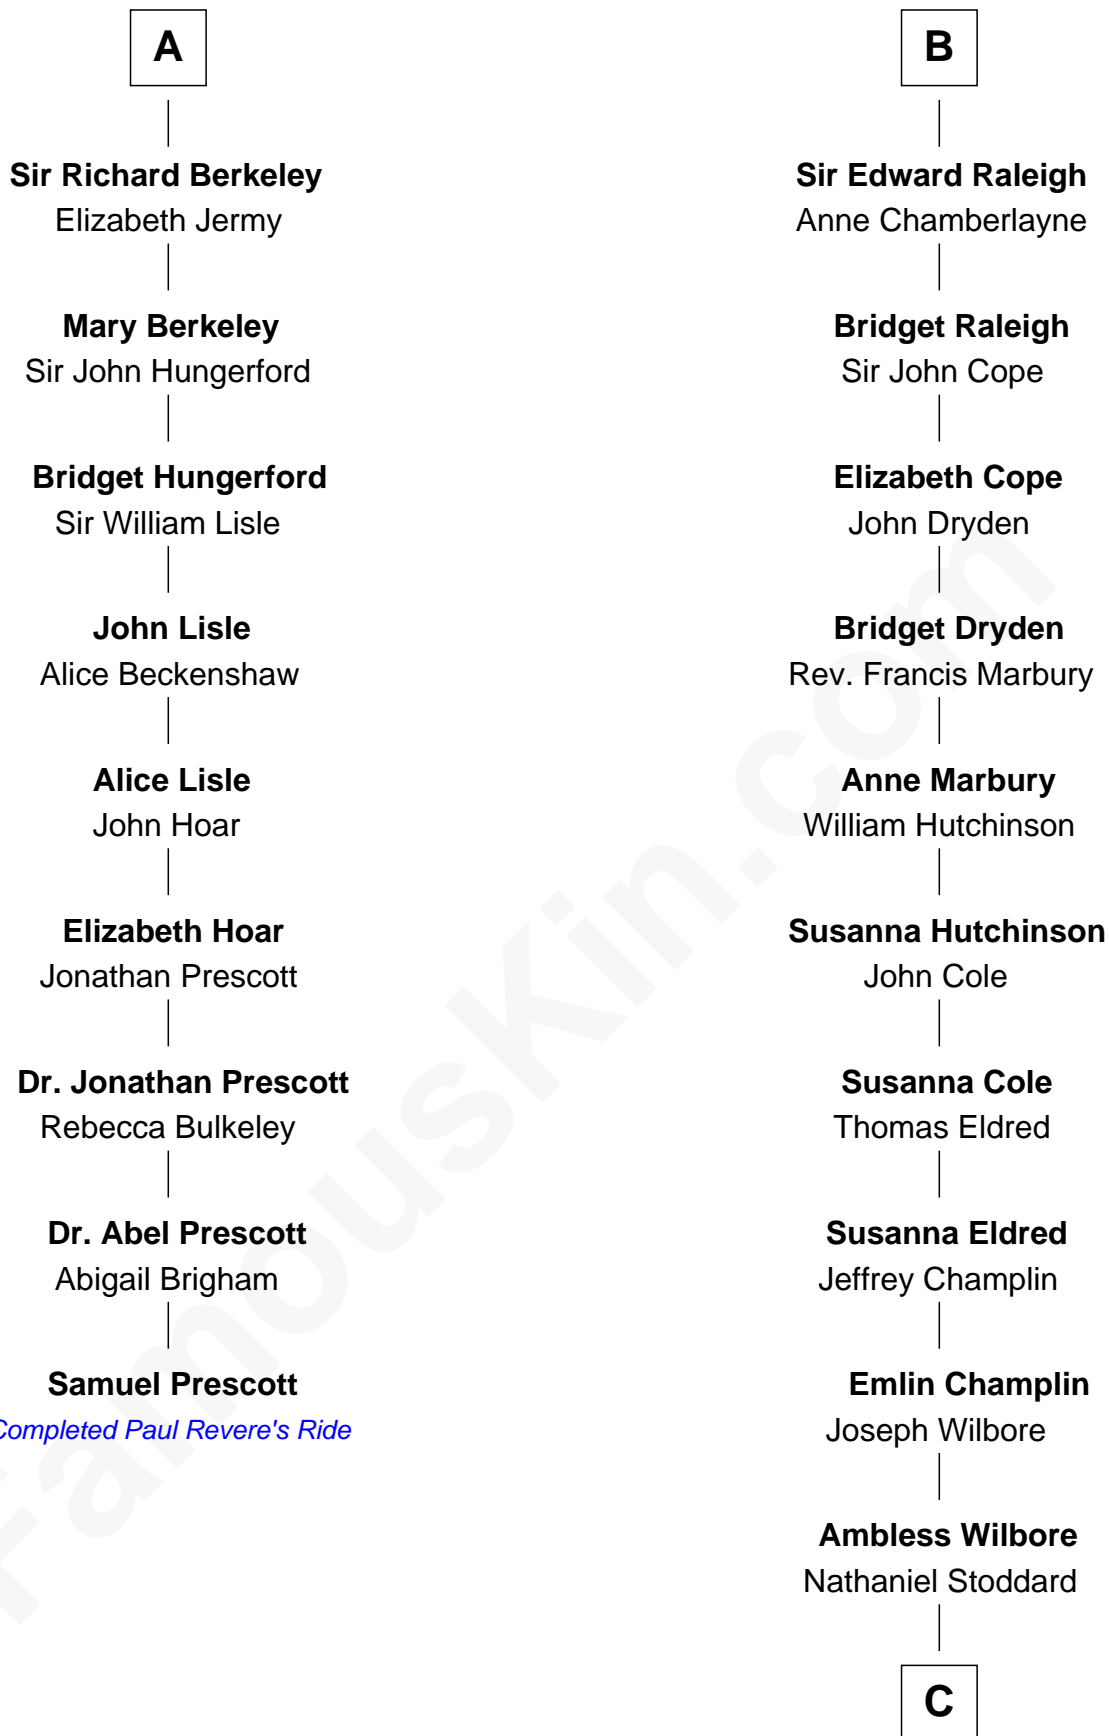 A
Sir Richard Berkeley
Elizabeth Jermy
Mary Berkeley
Sir John Hungerford
Bridget Hungerford
Sir William Lisle
John Lisle
Alice Beckenshaw
Alice Lisle
John Hoar
Elizabeth Hoar
Jonathan Prescott
Dr. Jonathan Prescott
Rebecca Bulkeley
Dr. Abel Prescott
Abigail Brigham
Samuel Prescott
Completed Paul Revere's Ride
B
Sir Edward Raleigh
Anne Chamberlayne
Bridget Raleigh
Sir John Cope
Elizabeth Cope
John Dryden
Bridget Dryden
Rev. Francis Marbury
Anne Marbury
William Hutchinson
Susanna Hutchinson
John Cole
Susanna Cole
Thomas Eldred
Susanna Eldred
Jeffrey Champlin
Emlin Champlin
Joseph Wilbore
Ambless Wilbore
Nathaniel Stoddard
C
FamousKin.com